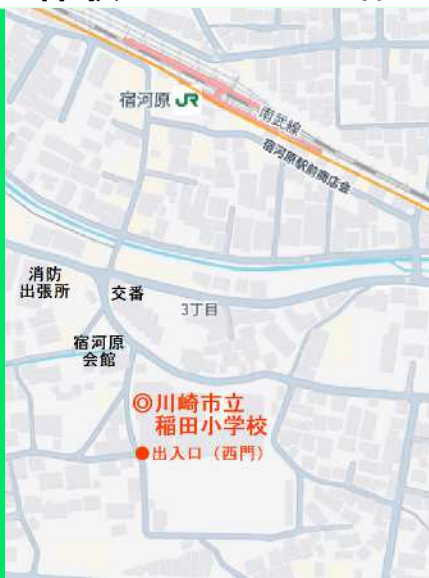 宿河原 JR
南武線
宿河原駅前商店会
消防
出張所
交番
3丁目
宿河原
会館
◎川崎市立
稲田小学校
●出入口（西門）